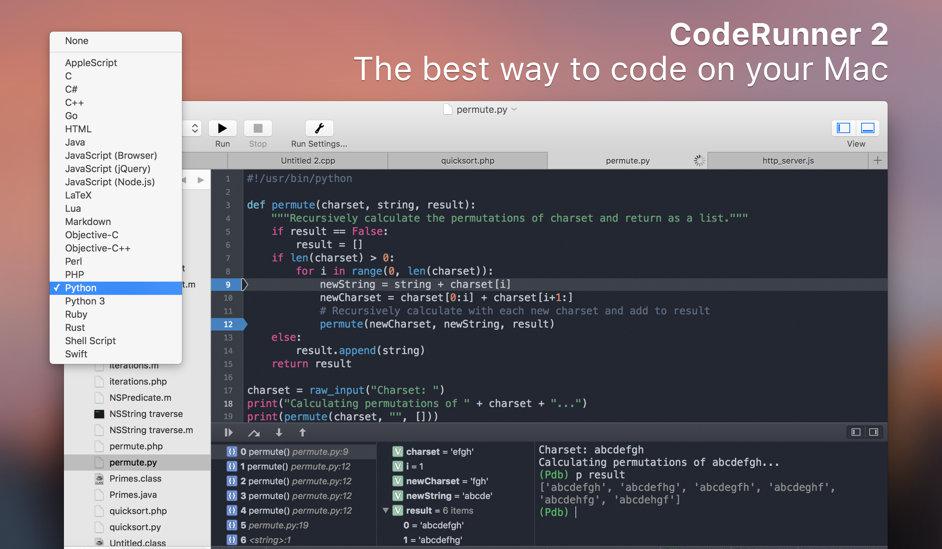 CodeRunner 2
The best way to code on your Mac
None
AppleScript
C
C#
C++
Go
HTML
Java
JavaScript (Browser)
JavaScript (jQuery)
JavaScript (Node.js)
LaTeX
Lua
Markdown
Objective-C
Objective-C++
Perl
PHP
✓ Python
Python 3
Ruby
Rust
Shell Script
Swift
permute.py
Run
Stop
Run Settings...
View
Untitled 2.cpp
quicksort.php
permute.py
http_server.js
1 #!/usr/bin/python
2
3 def permute(charset, string, result):
4 """Recursively calculate the permutations of charset and return as a list."""
5 if result == False:
6 result = []
7 if len(charset) > 0:
8 for i in range(0, len(charset)):
9 newString = string + charset[i]
10 newCharset = charset[0:i] + charset[i+1:]
11 # Recursively calculate with each new charset and add to result
12 permute(newCharset, newString, result)
13 else:
14 result.append(string)
15 return result
16
17 charset = raw_input("Charset: ")
18 print("Calculating permutations of " + charset + "...")
19 print(permute(charset, "", []))
t
t.m
iterations.m
iterations.php
NSPredicate.m
NSString traverse
NSString traverse.m
permute.php
permute.py
Primes.class
Primes.java
quicksort.php
quicksort.py
Untitled.class
0 permute() permute.py:9
1 permute() permute.py:12
2 permute() permute.py:12
3 permute() permute.py:12
4 permute() permute.py:12
5 permute.py:19
6 <string>:1
V charset = 'efgh'
V i = 1
V newCharset = 'fgh'
V newString = 'abcde'
V result = 6 items
0 = 'abcdefgh'
1 = 'abcdefhg'
Charset: abcdefgh
Calculating permutations of abcdefgh...
(Pdb) p result
['abcdefgh', 'abcdefhg', 'abcdegfh', 'abcdeghf',
'abcdehfg', 'abcdehgf']
(Pdb)